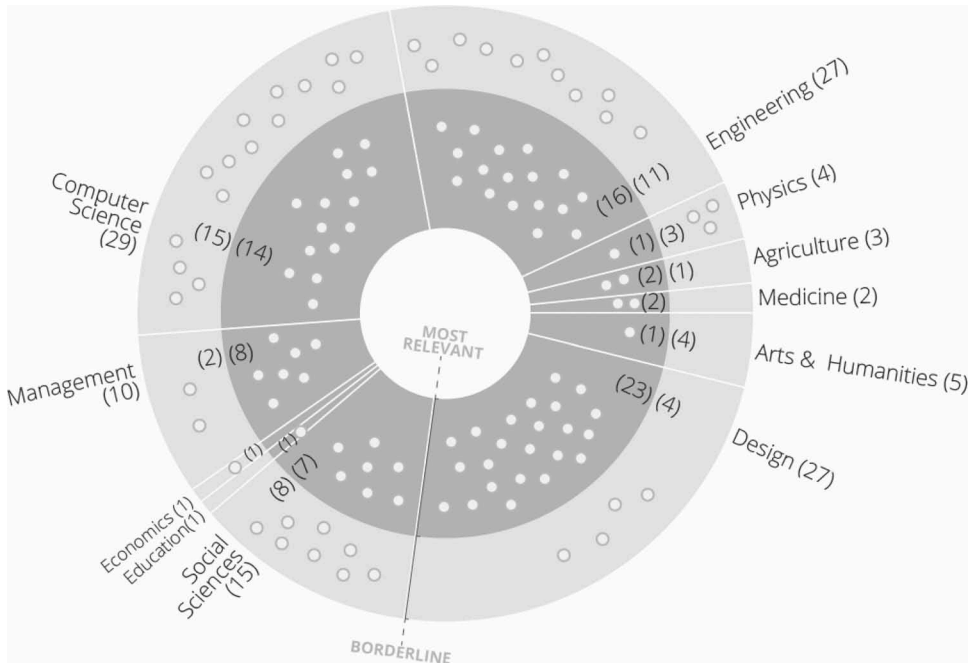 Engineering (27)
(16) (11)
Physics (4)
(1) (3)
Agriculture (3)
(2) (1)
Medicine (2)
(2)
Arts & Humanities (5)
(1) (4)
Design (27)
(23) (4)
MOST
RELEVANT
BORDERLINE
Social
Sciences
(15)
(8) (7)
Education(1)
(1)
Economics (1)
(1)
Management
(10)
(2) (8)
Computer
Science
(29)
(15) (14)